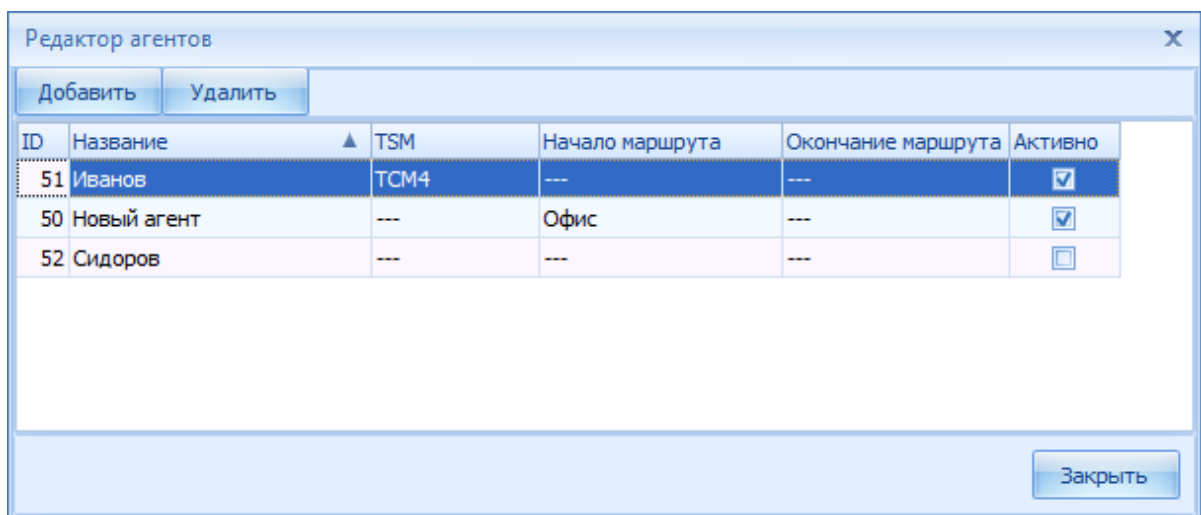 Редактор агентов
Добавить Удалить
ID Название TSM Начало маршрута Окончание маршрута Активно
51 Иванов ТСМ4 --- ---
50 Новый агент --- Офис ---
52 Сидоров --- --- ---
Закрыть